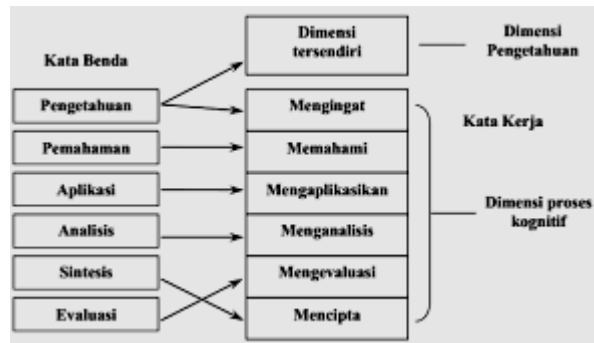 Dimensi
tersendiri
Dimensi
Pengetahuan
Kata Benda
Pengetahuan
Mengingat
Kata Kerja
Pemahaman
Memahami
Aplikasi
Mengaplikasikan
Dimensi proses
kognitif
Analisis
Menganalisis
Sintesis
Mengevaluasi
Evaluasi
Mencipta